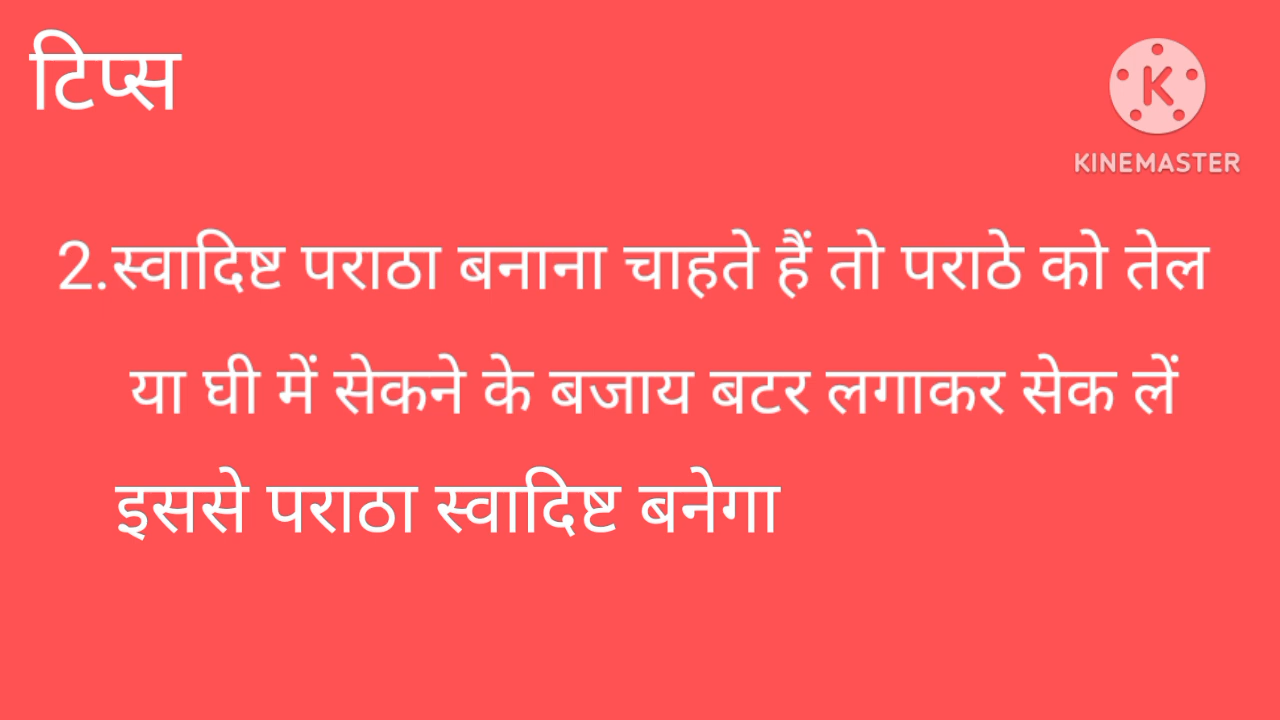 टिप्स
KINEMASTER
2.स्वादिष्ट पराठा बनाना चाहते हैं तो पराठे को तेल
या घी में सेकने के बजाय बटर लगाकर सेक लें
इससे पराठा स्वादिष्ट बनेगा